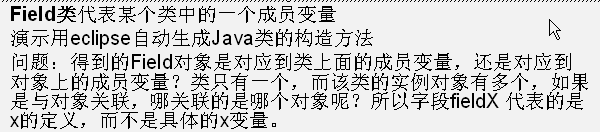 Field类代表某个类中的一个成员变量
演示用eclipse自动生成Java类的构造方法
问题：得到的Field对象是对应到类上面的成员变量，还是对应到
对象上的成员变量？类只有一个，而该类的实例对象有多个，如果
是与对象关联，哪关联的是哪个对象呢？所以字段fieldX 代表的是
x的定义，而不是具体的x变量。